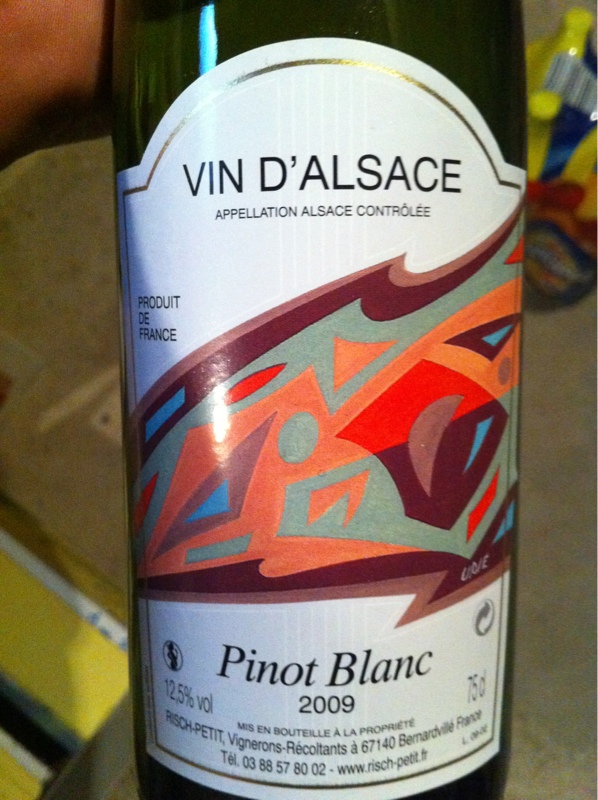 VIN D'ALSACE
APPELLATION ALSACE CONTRÔLÉE
PRODUIT
DE
FRANCE
Pinot Blanc
12,5% vol
2009
75 cl
MIS EN BOUTEILLE À LA PROPRIÉTÉ
RISCH-PETIT, Vignerons-Récoltants à 67140 Bernardvillé France
Tél. 03 88 57 80 02 - www.risch-petit.fr